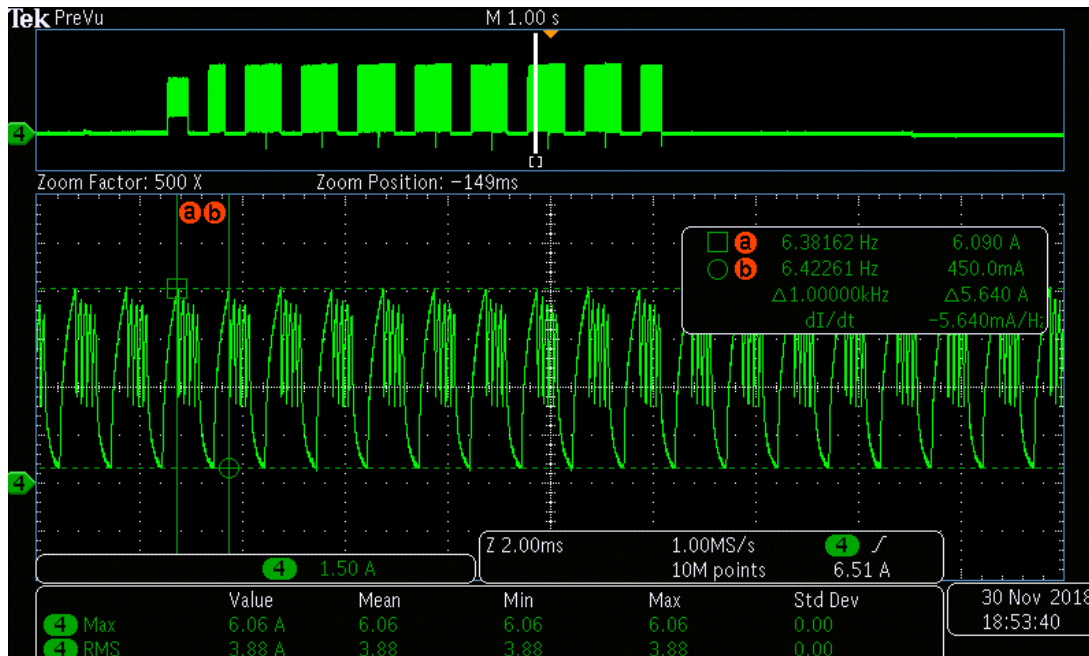 Tek PreVu M 1.00 s
4
Zoom Factor: 500 X Zoom Position: -149ms
a b
a 6.38162 Hz 6.090 A
b 6.42261 Hz 450.0mA
Δ1.00000kHz Δ5.640 A
dI/dt -5.640mA/Hz
4
4 1.50 A
Z 2.00ms 1.00MS/s 4
10M points 6.51 A
Value Mean Min Max Std Dev
4 Max 6.06 A 6.06 6.06 6.06 0.00
4 RMS 3.88 A 3.88 3.88 3.88 0.00
30 Nov 2018
18:53:40